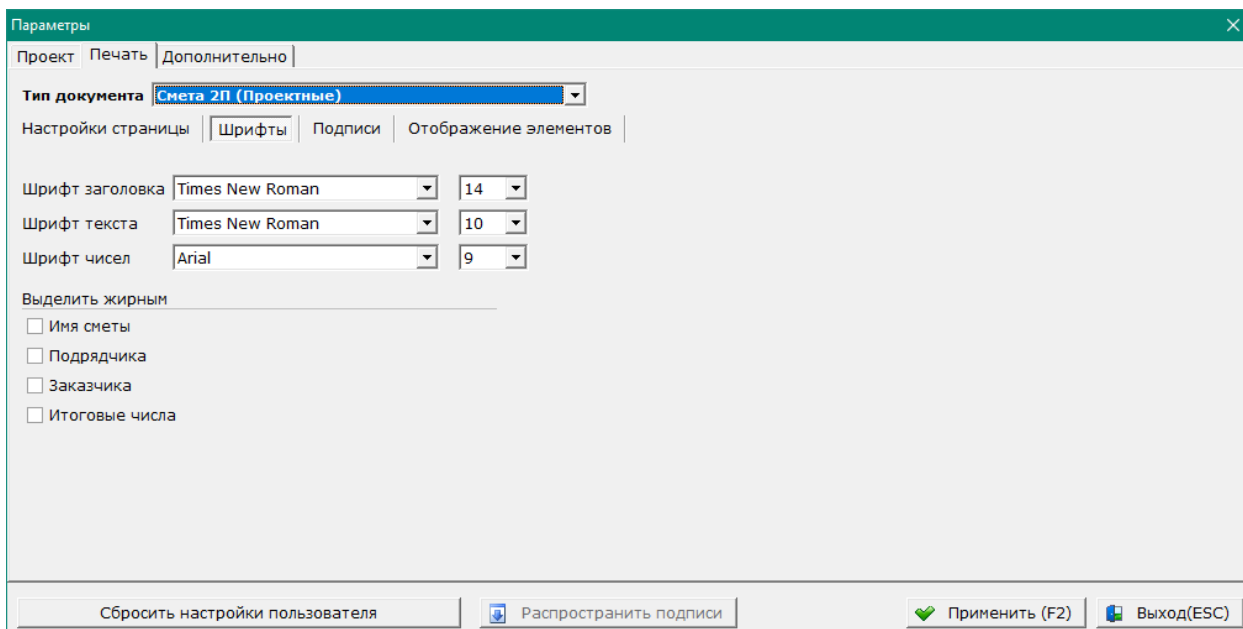 Параметры
Проект Печать Дополнительно
Тип документа Смета 2П (Проектные)
Настройки страницы Шрифты Подписи Отображение элементов
Шрифт заголовка Times New Roman 14
Шрифт текста Times New Roman 10
Шрифт чисел Arial 9
Выделить жирным
Имя сметы
Подрядчика
Заказчика
Итоговые числа
Сбросить настройки пользователя Распространить подписи Применить (F2) Выход(ESC)